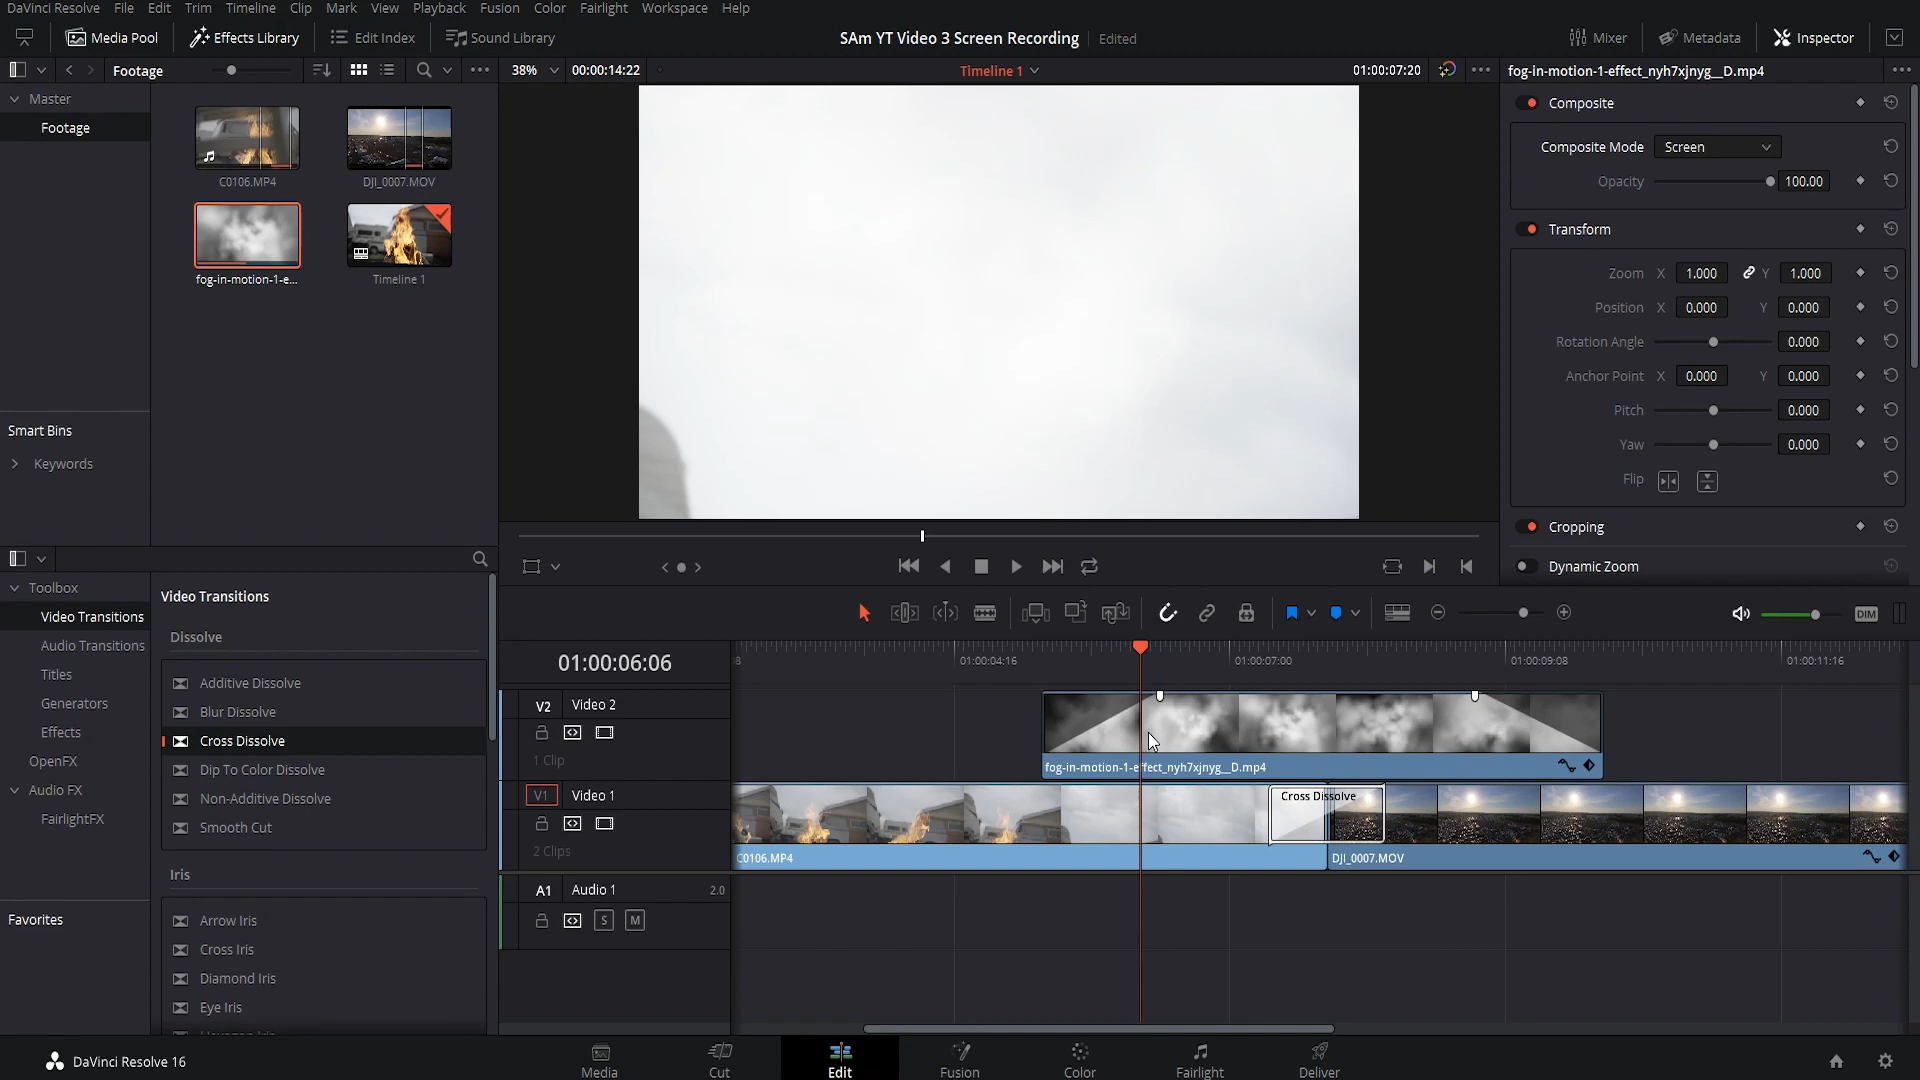 DaVinci Resolve File Edit Trim Timeline Clip Mark View Playback Fusion Color Fairlight Workspace Help
Media Pool Effects Library Edit Index Sound Library SAm YT Video 3 Screen Recording Edited Mixer Metadata Inspector
Footage 38% 00:00:14:22 Timeline 1 01:00:07:20 fog-in-motion-1-effect_nyh7xjnyg__D.mp4
Master
Footage
C0106.MP4 DJI_0007.MOV
fog-in-motion-1-e... Timeline 1
Smart Bins
Keywords
Composite
Composite Mode Screen
Opacity 100.00
Transform
Zoom X 1.000 Y 1.000
Position X 0.000 Y 0.000
Rotation Angle 0.000
Anchor Point X 0.000 Y 0.000
Pitch 0.000
Yaw 0.000
Flip
Cropping
Dynamic Zoom
Toolbox
Video Transitions
Audio Transitions
Titles
Generators
Effects
OpenFX
Audio FX
FairlightFX
Favorites
Video Transitions
Dissolve
Additive Dissolve
Blur Dissolve
Cross Dissolve
Dip To Color Dissolve
Non-Additive Dissolve
Smooth Cut
Iris
Arrow Iris
Cross Iris
Diamond Iris
Eye Iris
DIM
01:00:06:06 01:00:04:16 01:00:07:00 01:00:09:08 01:00:11:16
V2 Video 2
1 Clip
fog-in-motion-1-effect_nyh7xjnyg__D.mp4
V1 Video 1
Cross Dissolve
2 Clips
C0106.MP4 DJI_0007.MOV
A1 Audio 1 2.0
S M
DaVinci Resolve 16 Media Cut Edit Fusion Color Fairlight Deliver